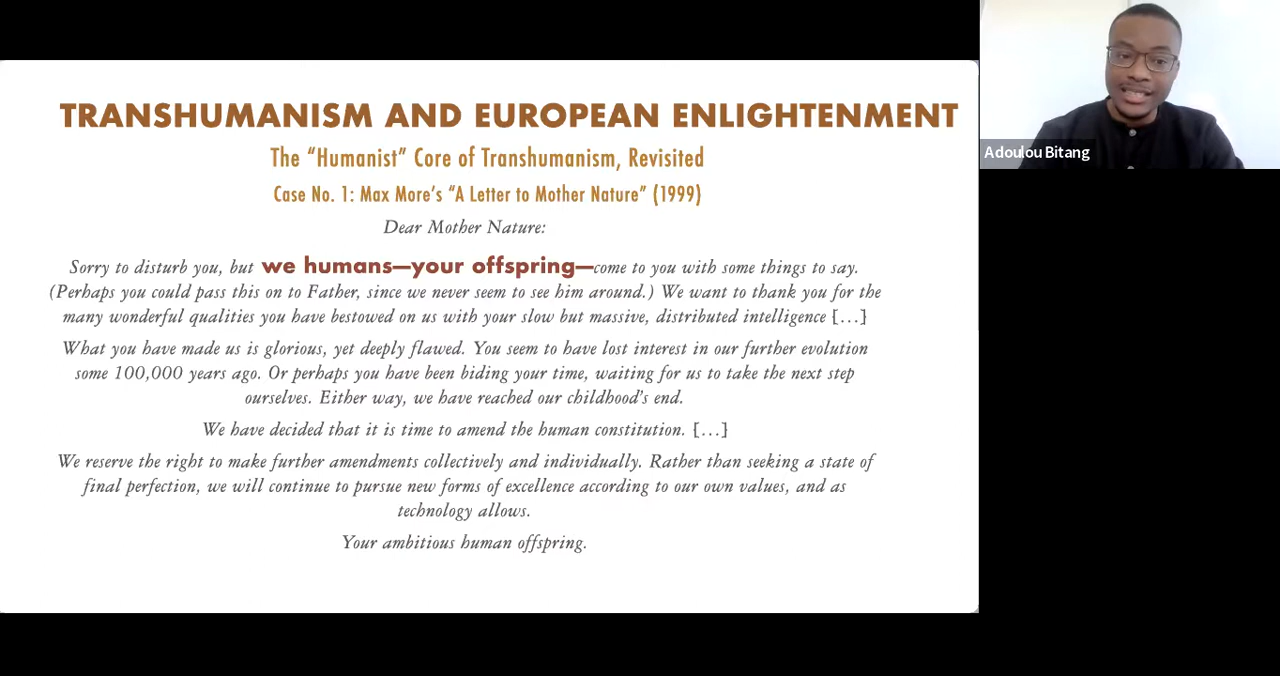 TRANSHUMANISM AND EUROPEAN ENLIGHTENMENT
The “Humanist” Core of Transhumanism, Revisited
Case No. 1: Max More’s “A Letter to Mother Nature” (1999)
Dear Mother Nature:
Sorry to disturb you, but we humans—your offspring—come to you with some things to say.
(Perhaps you could pass this on to Father, since we never seem to see him around.) We want to thank you for the
many wonderful qualities you have bestowed on us with your slow but massive, distributed intelligence […]
What you have made us is glorious, yet deeply flawed. You seem to have lost interest in our further evolution
some 100,000 years ago. Or perhaps you have been biding your time, waiting for us to take the next step
ourselves. Either way, we have reached our childhood’s end.
We have decided that it is time to amend the human constitution. […]
We reserve the right to make further amendments collectively and individually. Rather than seeking a state of
final perfection, we will continue to pursue new forms of excellence according to our own values, and as
technology allows.
Your ambitious human offspring.
Adoulou Bitang